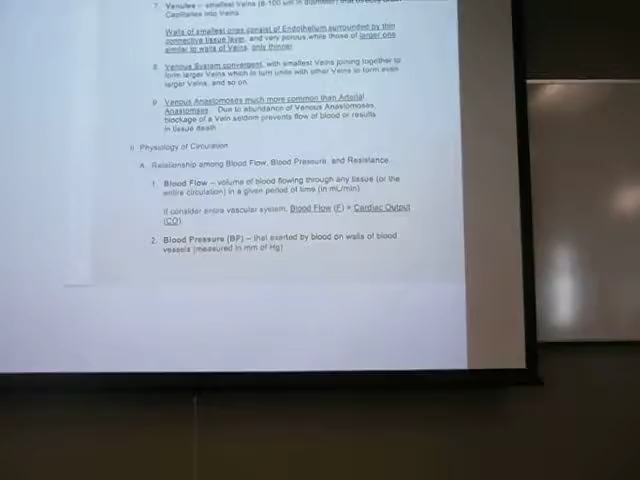 7. Venules – smallest Veins (8-100 um in diameter) that
Capillaries into Veins.
Walls of smallest ones consist of Endothelium surrounded by thin
connective tissue layer, and very porous while those of larger one
similar to walls of Veins, only thinner
8. Venous System convergent, with smallest Veins joining together to
form larger Veins which in turn unite with other Veins to form even
larger Veins, and so on.
9. Venous Anastomoses much more common than Arterial
Anastomoses. Due to abundance of Venous Anastomoses,
blockage of a Vein seldom prevents flow of blood or results
in tissue death
II. Physiology of Circulation
A. Relationship among Blood Flow, Blood Pressure, and Resistance.
1. Blood Flow – volume of blood flowing through any tissue (or the
entire circulation) in a given period of time (in mL/min)
If consider entire vascular system, Blood Flow (F) = Cardiac Output
(CO)
2. Blood Pressure (BP) – that exerted by blood on walls of blood
vessels (measured in mm of Hg)